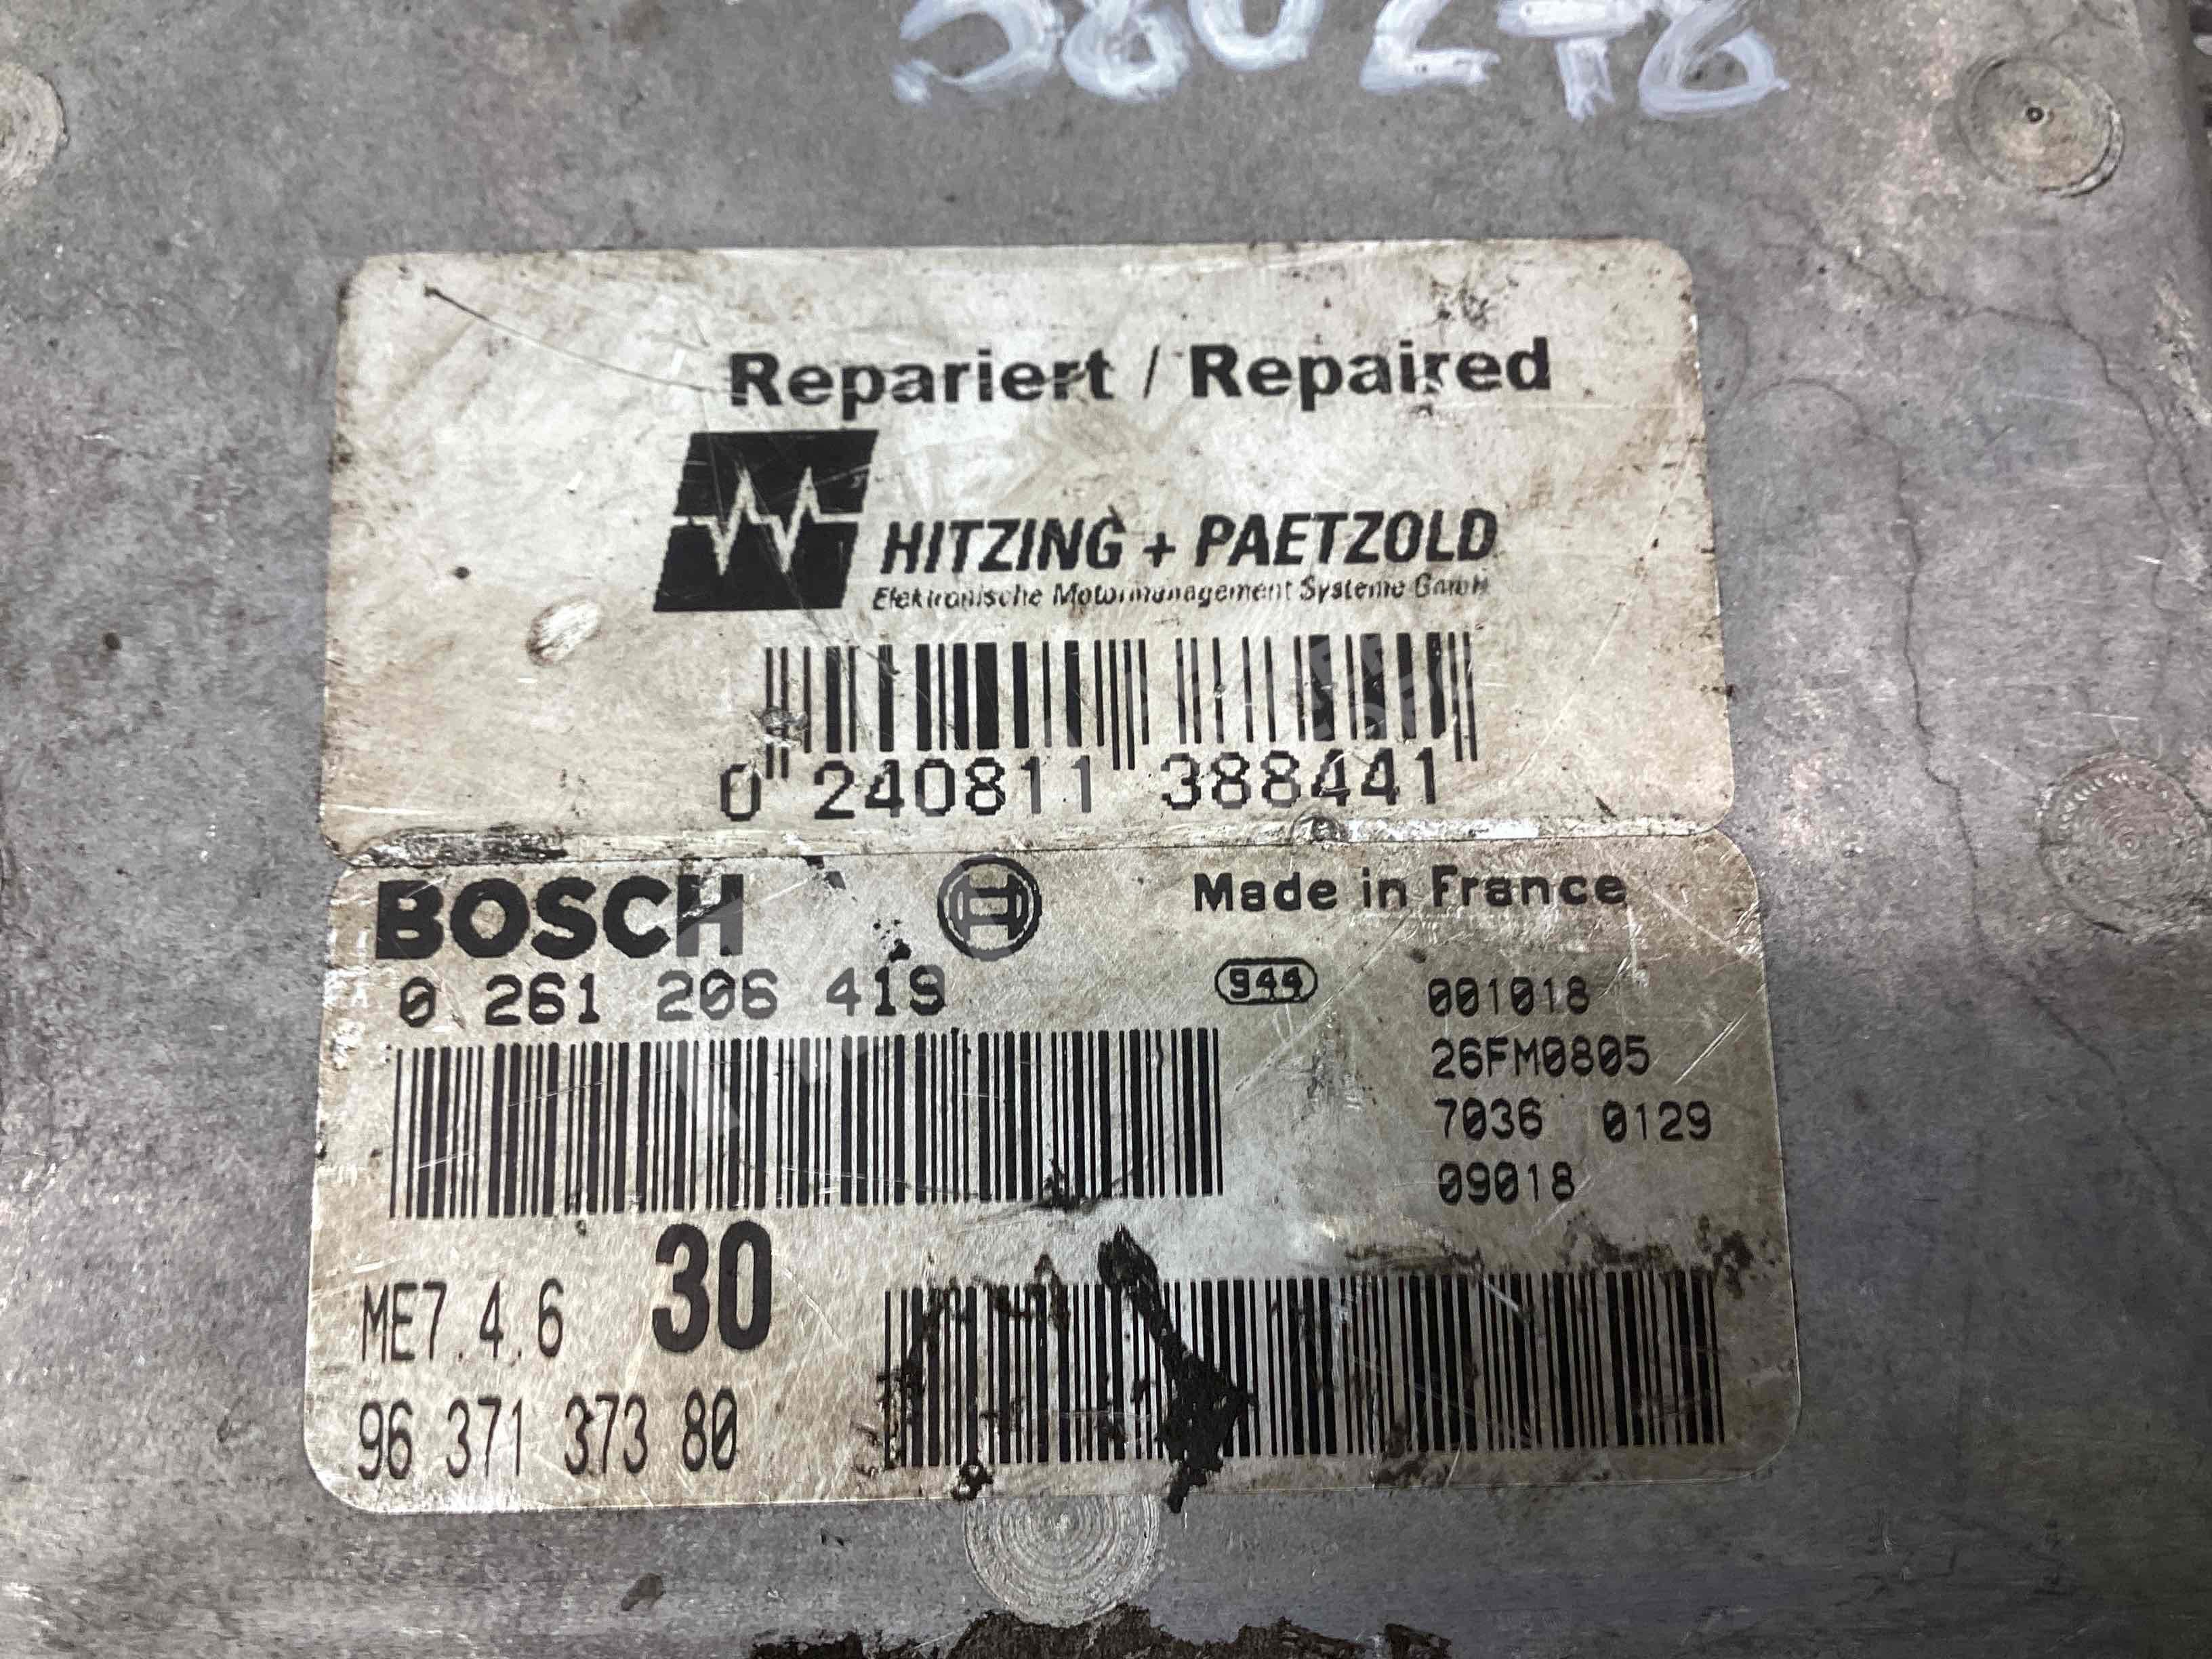 Repariert / Repaired
HITZING + PAETZOLD
Elektronische Motormanagement Systeme GmbH
0 240811 388441
BOSCH Made in France
0 261 206 419 944 001018
26FM0805
7036 0129
09018
ME7.4.6 30
96 371 373 80